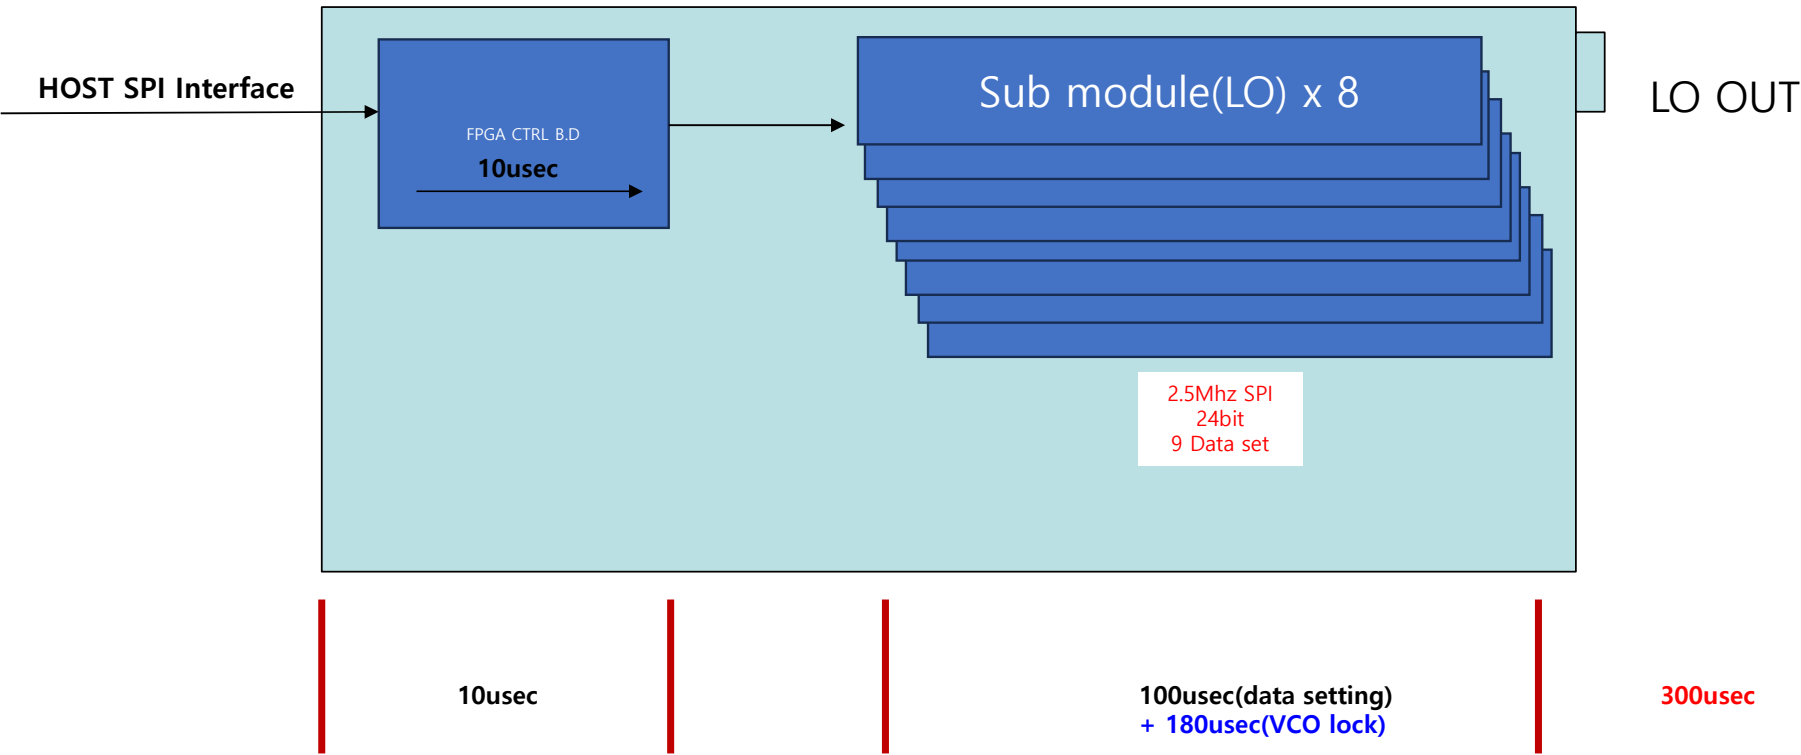 HOST SPI Interface
FPGA CTRL B.D
10usec
Sub module(LO) x 8
LO OUT
2.5Mhz SPI
24bit
9 Data set
10usec
100usec(data setting)
+ 180usec(VCO lock)
300usec